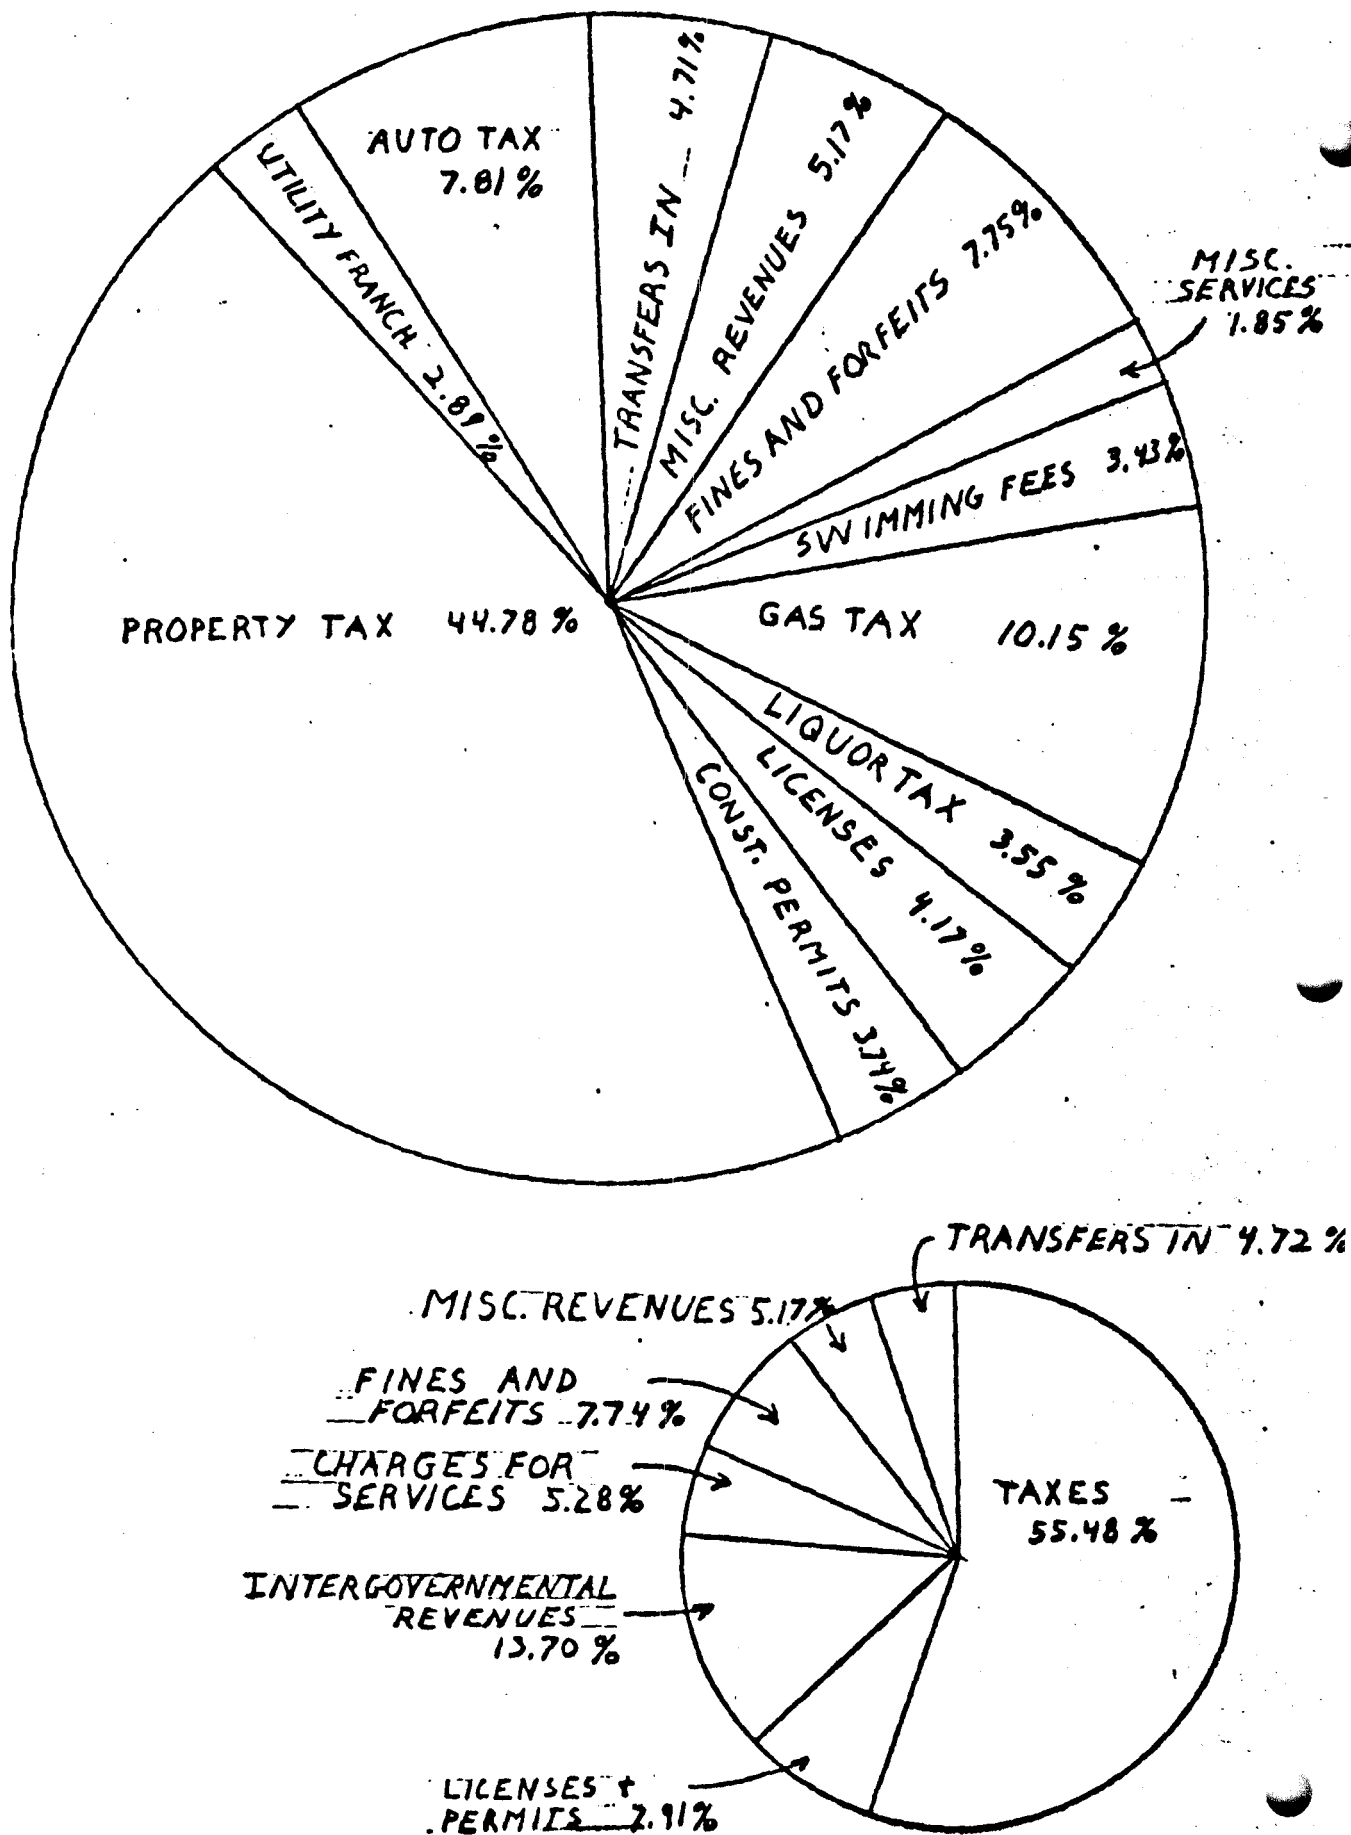 AUTO TAX
7.81%
UTILITY FRANCH. 2.89%
TRANSFERS IN 4.71%
MISC. REVENUES 5.17%
FINES AND FORFEITS 7.75%
MISC.
SERVICES
1.85%
SWIMMING FEES 3.43%
GAS TAX 10.15%
LIQUOR TAX 3.55%
LICENSES 4.17%
CONST. PERMITS 3.74%
PROPERTY TAX 44.78%
TRANSFERS IN 4.72%
MISC. REVENUES 5.17%
FINES AND
FORFEITS 7.74%
CHARGES FOR
SERVICES 5.28%
TAXES
55.48%
INTERGOVERNMENTAL
REVENUES
13.70%
LICENSES +
PERMITS 7.91%